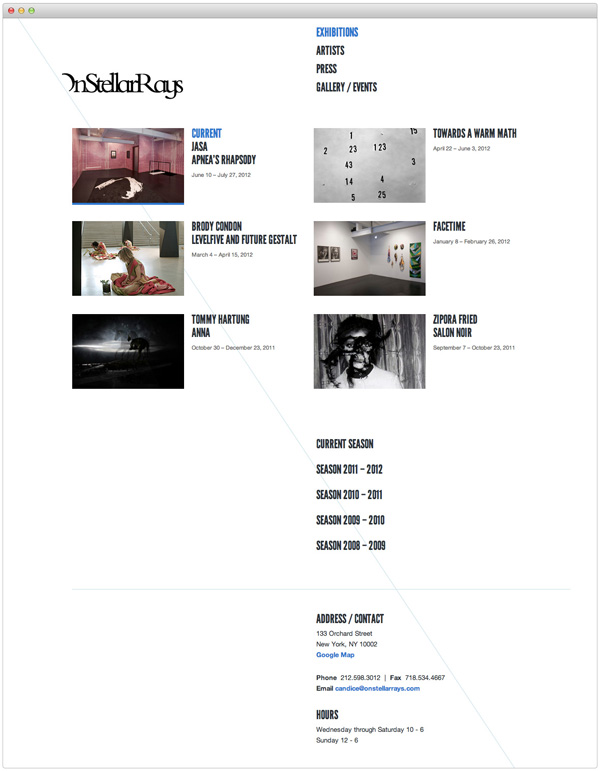 EXHIBITIONS
ARTISTS
PRESS
GALLERY / EVENTS
OnStellarRays
CURRENT
JASA
APNEA'S RHAPSODY
June 10 – July 27, 2012
15
1
2 23 123
43 3
14 4
5 25
TOWARDS A WARM MATH
April 22 – June 3, 2012
BRODY CONDON
LEVELFIVE AND FUTURE GESTALT
March 4 – April 15, 2012
FACETIME
January 8 – February 26, 2012
TOMMY HARTUNG
ANNA
October 30 – December 23, 2011
ZIPORA FRIED
SALON NOIR
September 7 – October 23, 2011
CURRENT SEASON
SEASON 2011 – 2012
SEASON 2010 – 2011
SEASON 2009 – 2010
SEASON 2008 – 2009
ADDRESS / CONTACT
133 Orchard Street
New York, NY 10002
Google Map
Phone 212.598.3012 | Fax 718.534.4667
Email candice@onstellarrays.com
HOURS
Wednesday through Saturday 10 - 6
Sunday 12 - 6